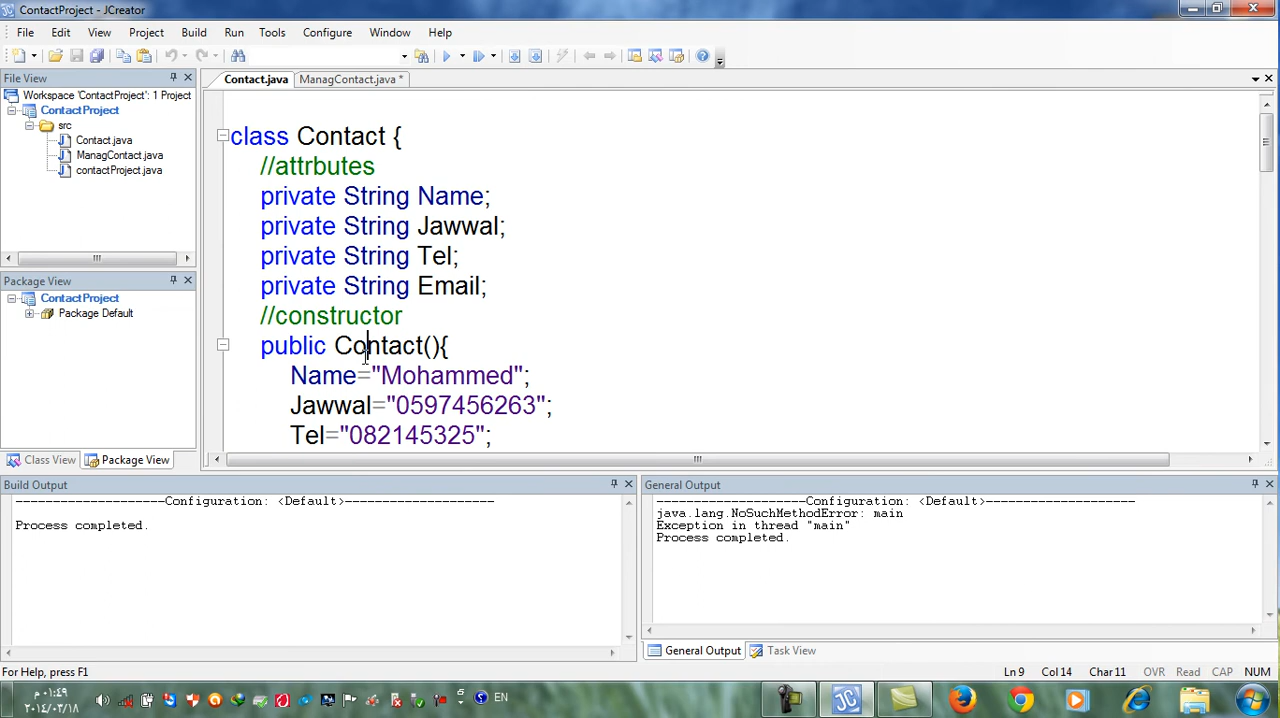 ContactProject - JCreator
File Edit View Project Build Run Tools Configure Window Help
File View
Workspace 'ContactProject': 1 Project
ContactProject
src
Contact.java
ManagContact.java
contactProject.java
Package View
ContactProject
Package Default
Class View Package View
Contact.java ManagContact.java *
class Contact {
//attrbutes
private String Name;
private String Jawwal;
private String Tel;
private String Email;
//constructor
public Contact(){
Name="Mohammed";
Jawwal="0597456263";
Tel="082145325";
Build Output
--------------------Configuration: <Default>--------------------
Process completed.
General Output
--------------------Configuration: <Default>--------------------
java.lang.NoSuchMethodError: main
Exception in thread "main"
Process completed.
General Output Task View
For Help, press F1
Ln 9 Col 14 Char 11 OVR Read CAP NUM
م ٠١:٤٩
٢٠١٤/٠٣/١٨
EN